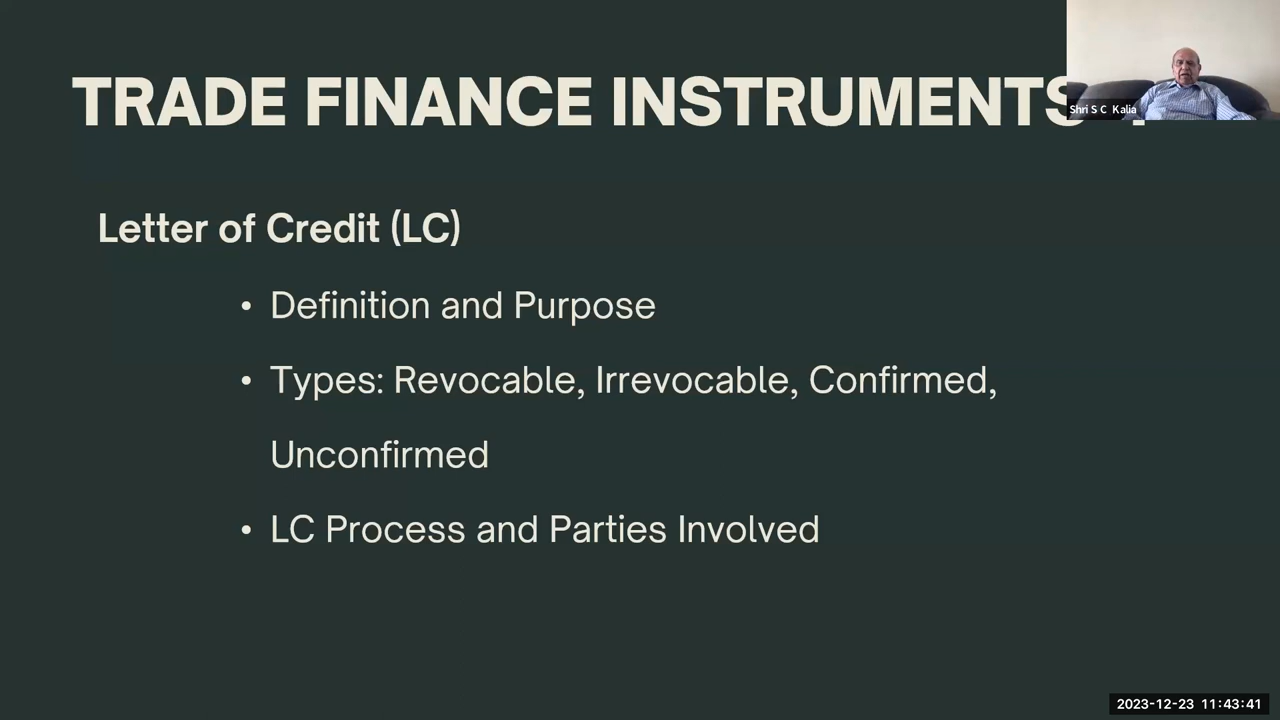 TRADE FINANCE INSTRUMENTS
Shri S C Kalia
Letter of Credit (LC)
• Definition and Purpose
• Types: Revocable, Irrevocable, Confirmed,
Unconfirmed
• LC Process and Parties Involved
2023-12-23 11:43:41